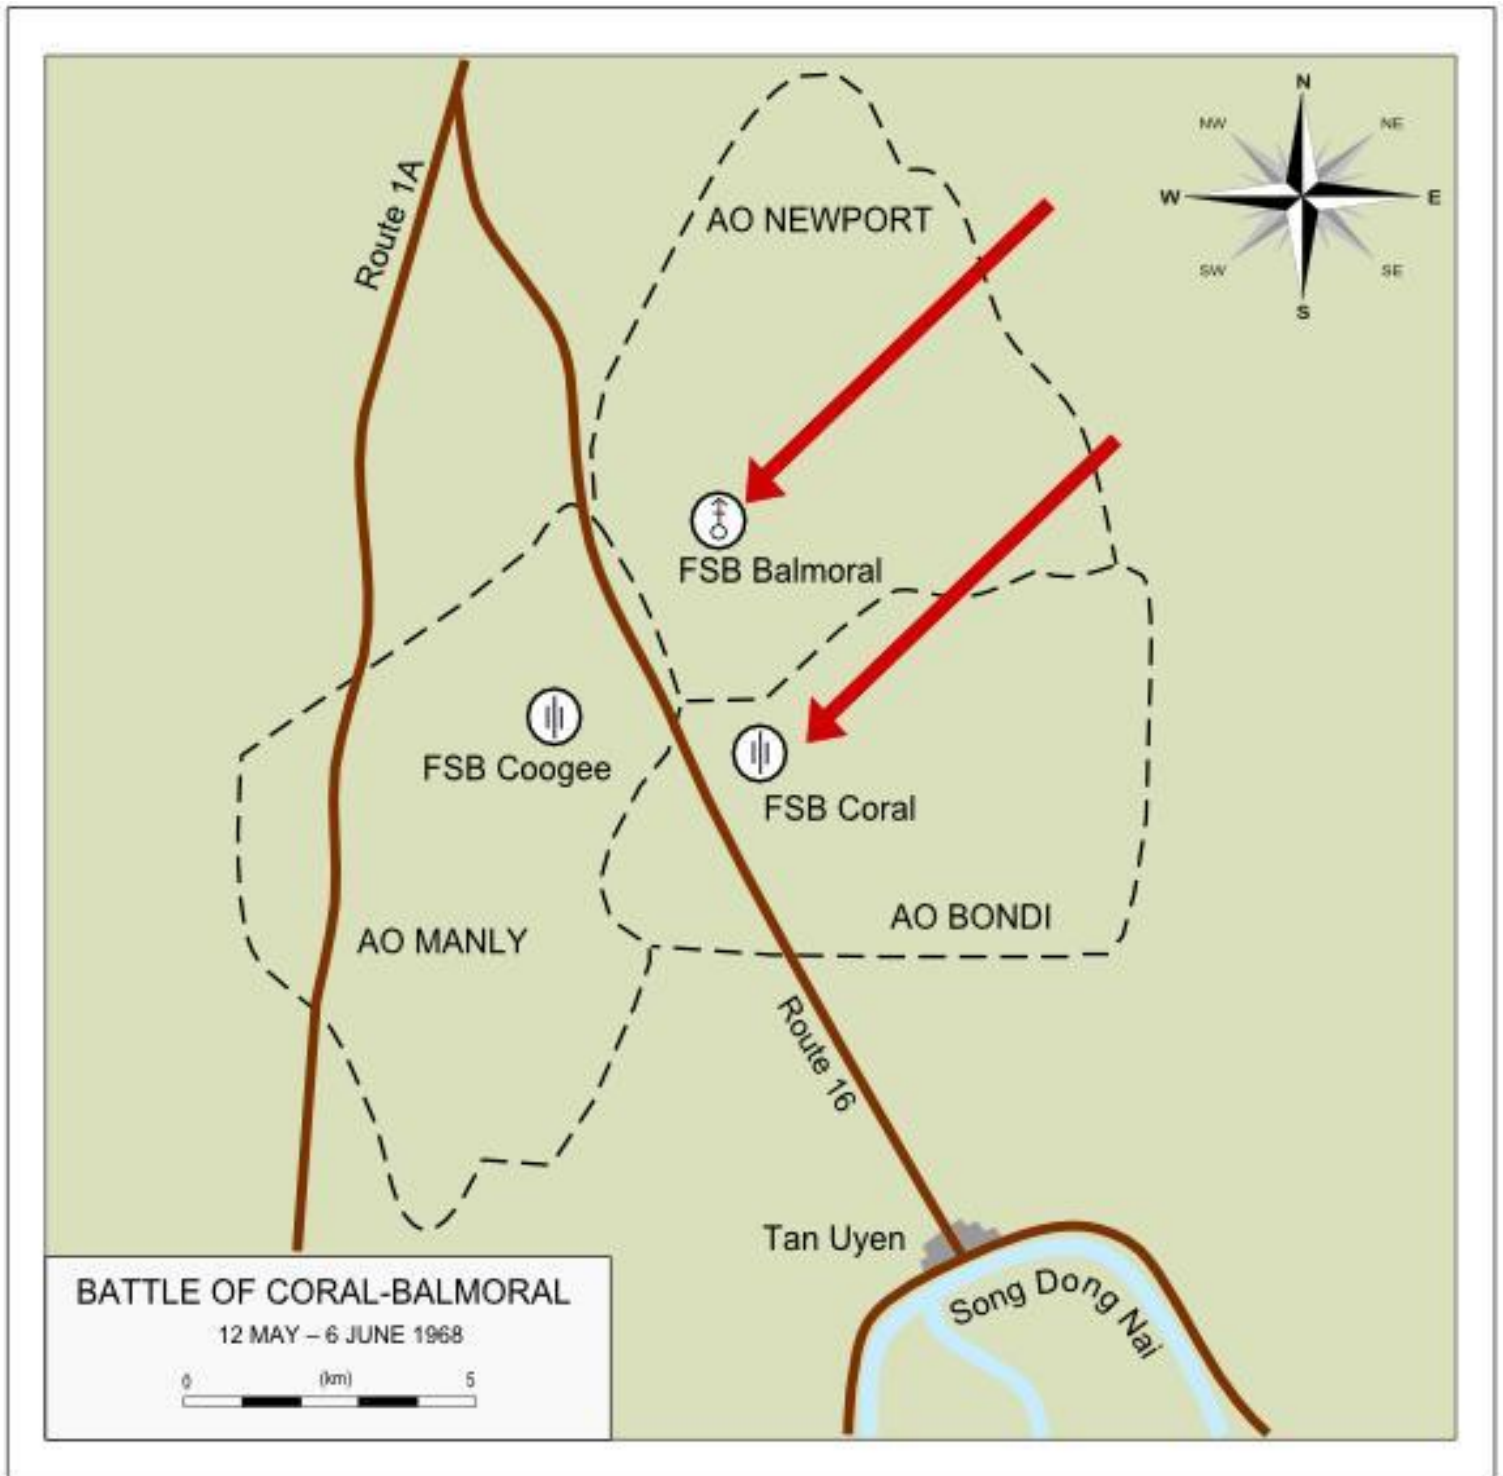 N
NW
NE
W
E
SW
SE
S
Route 1A
AO NEWPORT
FSB Balmoral
FSB Coogee
FSB Coral
AO BONDI
AO MANLY
Route 16
Tan Uyen
Song Dong Nai
BATTLE OF CORAL-BALMORAL
12 MAY – 6 JUNE 1968
0 (km) 5